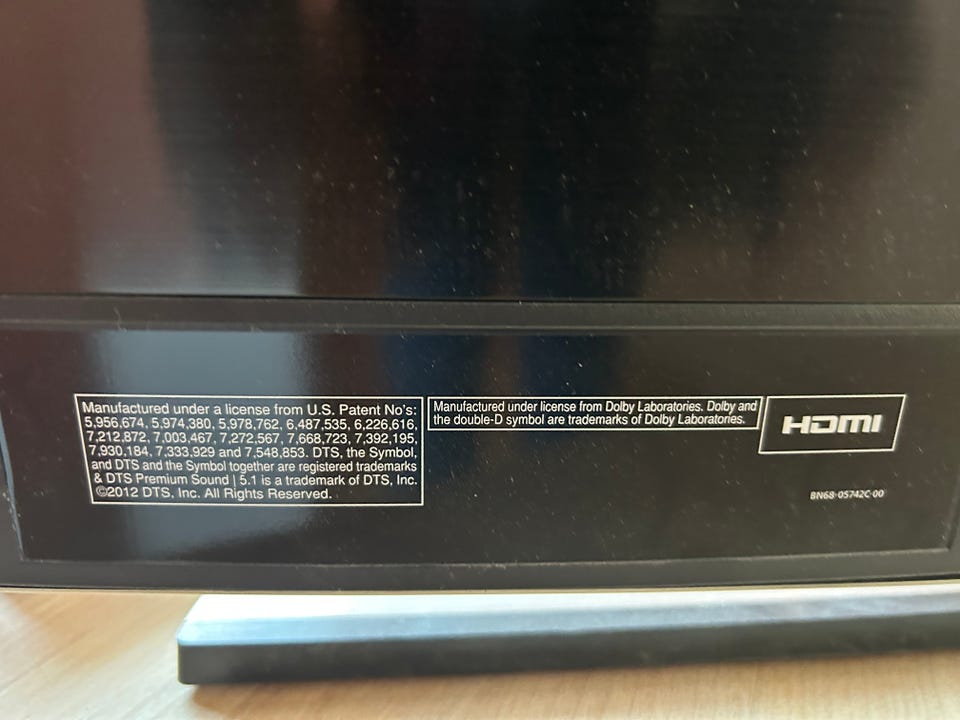 Manufactured under a license from U.S. Patent No's:
5,956,674, 5,974,380, 5,978,762, 6,487,535, 6,226,616,
7,212,872, 7,003,467, 7,272,567, 7,668,723, 7,392,195,
7,930,184, 7,333,929 and 7,548,853. DTS, the Symbol,
and DTS and the Symbol together are registered trademarks
& DTS Premium Sound | 5.1 is a trademark of DTS, Inc.
©2012 DTS, Inc. All Rights Reserved.
Manufactured under license from Dolby Laboratories. Dolby and
the double-D symbol are trademarks of Dolby Laboratories.
HDMI
BN68-05742C-00